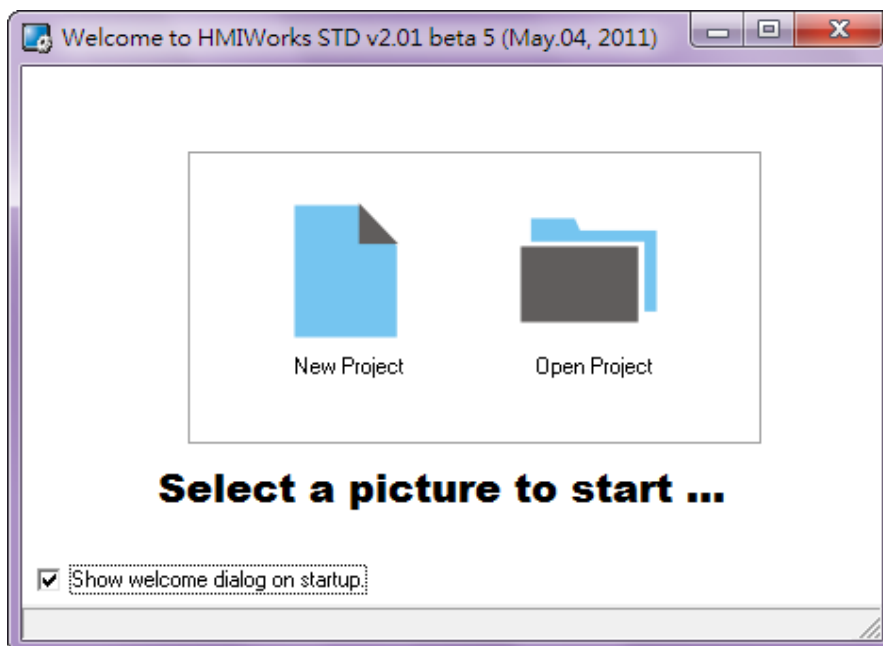 Welcome to HMIWorks STD v2.01 beta 5 (May.04, 2011)
New Project
Open Project
Select a picture to start ...
Show welcome dialog on startup.